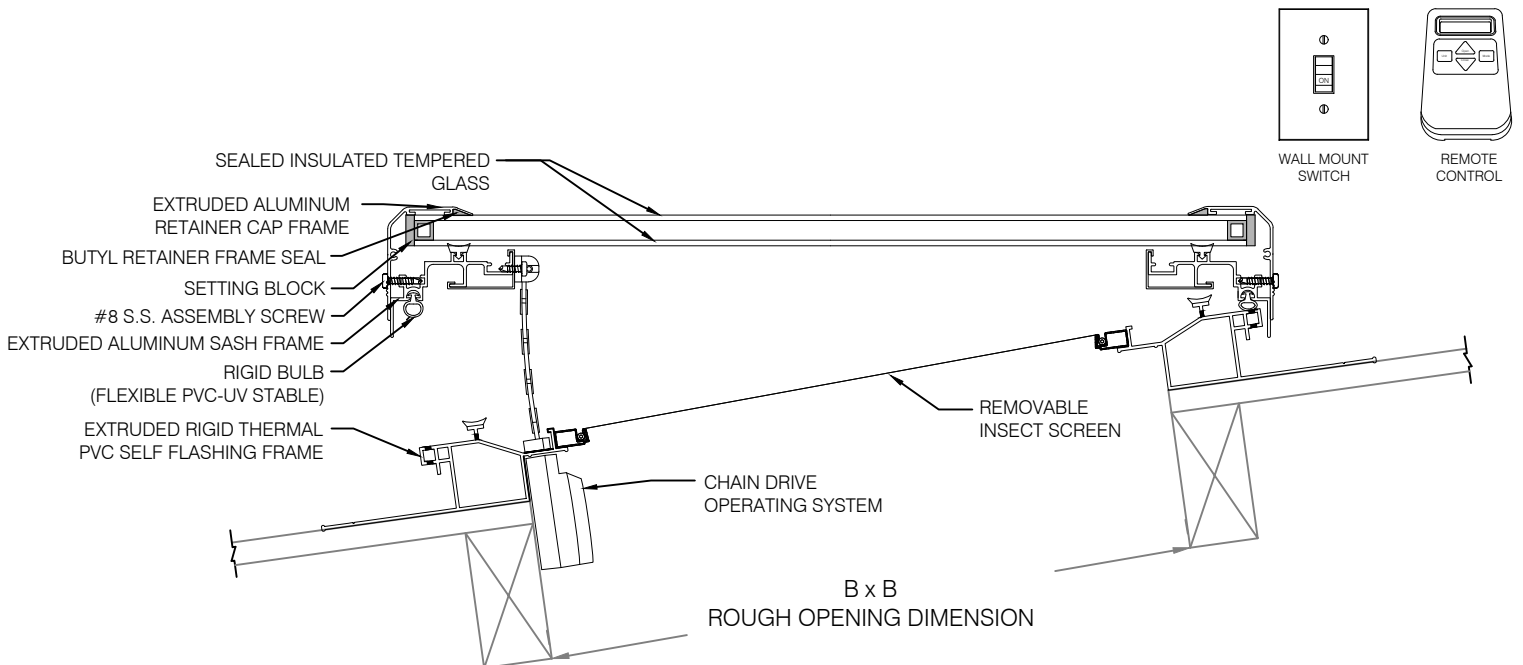 ON
WALL MOUNT
SWITCH
REMOTE
CONTROL
SEALED INSULATED TEMPERED
GLASS
EXTRUDED ALUMINUM
RETAINER CAP FRAME
BUTYL RETAINER FRAME SEAL
SETTING BLOCK
#8 S.S. ASSEMBLY SCREW
EXTRUDED ALUMINUM SASH FRAME
RIGID BULB
(FLEXIBLE PVC-UV STABLE)
EXTRUDED RIGID THERMAL
PVC SELF FLASHING FRAME
REMOVABLE
INSECT SCREEN
CHAIN DRIVE
OPERATING SYSTEM
B x B
ROUGH OPENING DIMENSION